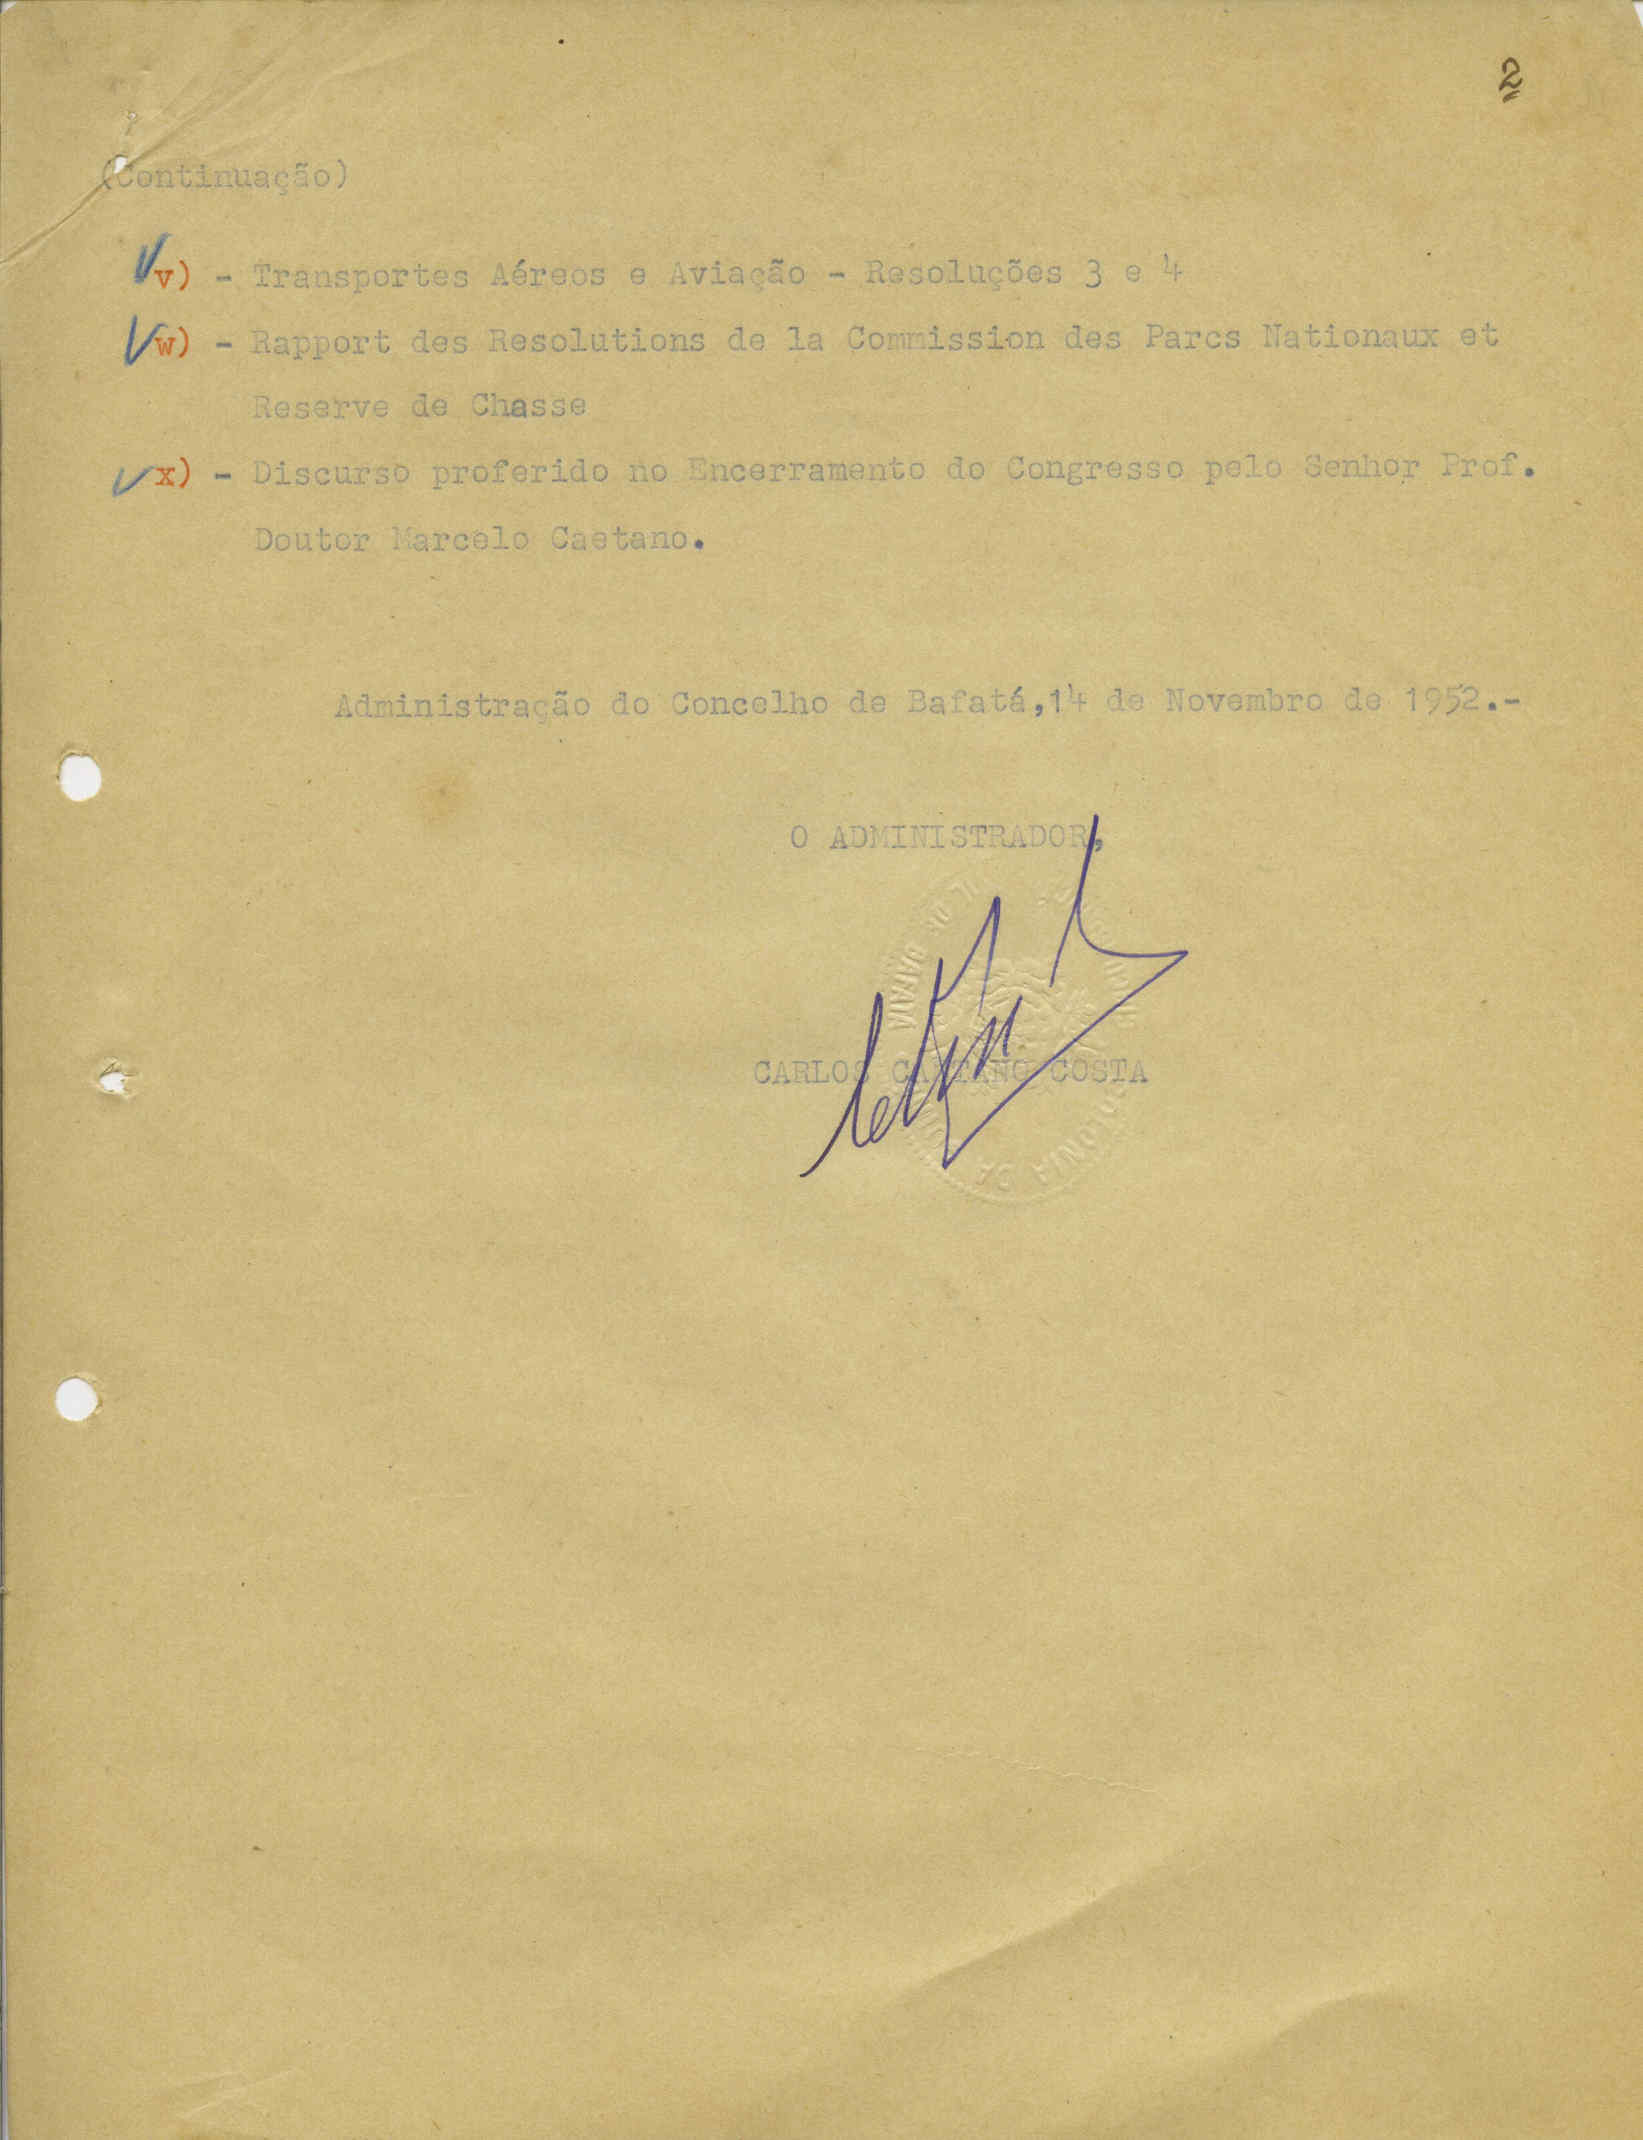 2
(Continuação)
v) - Transportes Aéreos e Aviação - Resoluções 3 e 4
w) - Rapport des Resolutions de la Commission des Parcs Nationaux et
Reserve de Chasse
x) - Discurso proferido no Encerramento do Congresso pelo Senhor Prof.
Doutor Marcelo Caetano.
Administração do Concelho de Bafatá,14 de Novembro de 1952.-
O ADMINISTRADOR,
CARLOS CAETANO COSTA